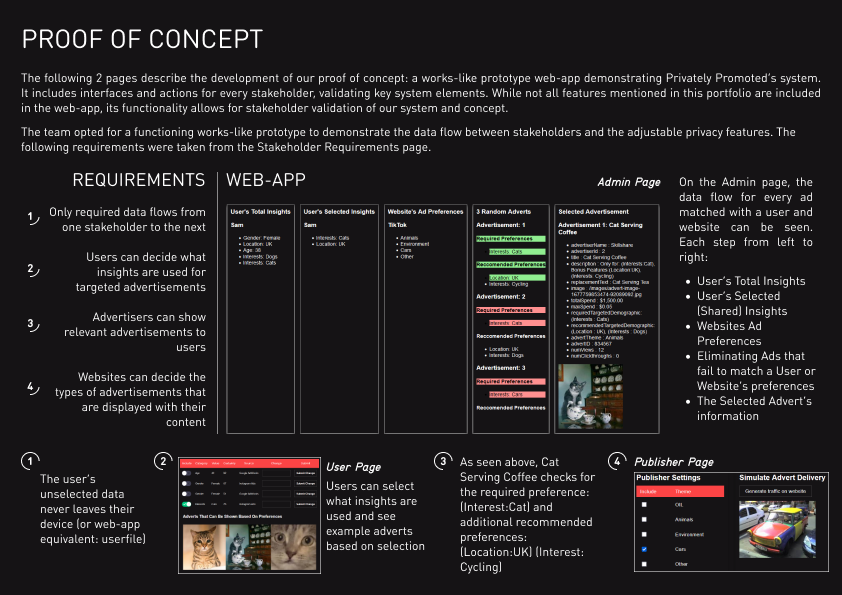 PROOF OF CONCEPT
The following 2 pages describe the development of our proof of concept: a works-like prototype web-app demonstrating Privately Promoted's system.
It includes interfaces and actions for every stakeholder, validating key system elements. While not all features mentioned in this portfolio are included
in the web-app, its functionality allows for stakeholder validation of our system and concept.
The team opted for a functioning works-like prototype to demonstrate the data flow between stakeholders and the adjustable privacy features. The
following requirements were taken from the Stakeholder Requirements page.
REQUIREMENTS
1
Only required data flows from
one stakeholder to the next
2
Users can decide what
insights are used for
targeted advertisements
3
Advertisers can show
relevant advertisements to
users
4
Websites can decide the
types of advertisements that
are displayed with their
content
WEB-APP
Admin Page
User's Total Insights
Sam
Gender: Female
Location: UK
Age: 38
Interests: Dogs
Interests: Cats
User's Selected Insights
Sam
Interests: Cats
Location: UK
Website's Ad Preferences
TikTok
Animals
Environment
Cars
Other
3 Random Adverts
Advertisement: 1
Required Preferences
Interests: Cats
Reccomended Preferences
Location: UK
Interests: Cycling
Advertisement: 2
Required Preferences
Interests: Cats
Reccomended Preferences
Location: UK
Interests: Dogs
Advertisement: 3
Required Preferences
Interests: Cars
Reccomended Preferences
Selected Advertisement
Advertisement 1: Cat Serving
Coffee
advertiserName : Skillshare
advertiserId : 2
title : Cat Serving Coffee
description : Only for (Interests:Cat),
Bonus Features (Location:UK),
(Interests: Cycling)
replacementText : Cat Serving Tea
image : /images/advert-image-
totalSpend : $1,500.00
maxSpend : $0.05
requiredTargetedDemographic:
(Interests : Cats)
recommendedTargetedDemographic:
(Location : UK), (Interests : Dogs)
advertTheme : Animals
advertID : 834567
numViews : 12
numClickthroughs : 0
On the Admin page, the
data flow for every ad
matched with a user and
website can be seen.
Each step from left to
right:
User's Total Insights
User's Selected
(Shared) Insights
Websites Ad
Preferences
Eliminating Ads that
fail to match a User or
Website's preferences
The Selected Advert's
information
1
The user's
unselected data
never leaves their
device (or web-app
equivalent: userfile)
2
Adverts That Can Be Shown Based On Preferences
User Page
Users can select
what insights are
used and see
example adverts
based on selection
3
As seen above, Cat
Serving Coffee checks for
the required preference:
(Interest:Cat) and
additional recommended
preferences:
(Location:UK) (Interest:
Cycling)
4
Publisher Page
Publisher Settings
Include Theme
OIL
Animals
Environment
Cars
Other
Simulate Advert Delivery
Generate traffic on website